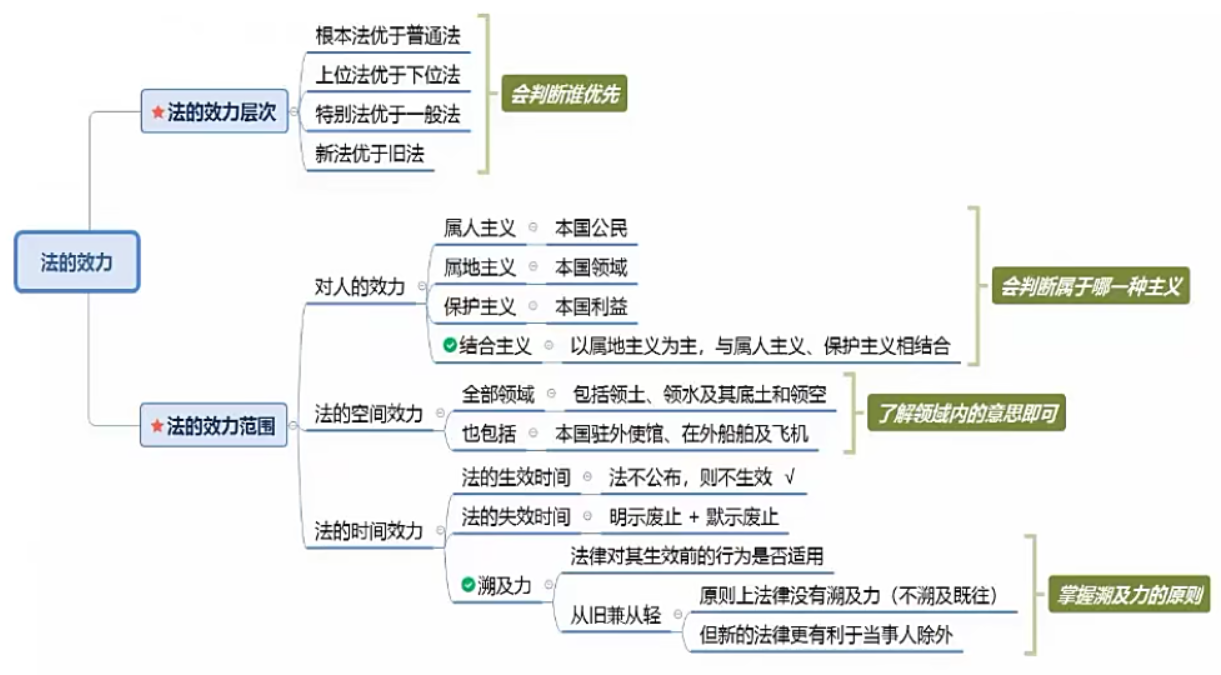 法的效力
★法的效力层次
根本法优于普通法
上位法优于下位法
特别法优于一般法
新法优于旧法
会判断谁优先
★法的效力范围
对人的效力
属人主义 本国公民
属地主义 本国领域
保护主义 本国利益
结合主义 以属地主义为主，与属人主义、保护主义相结合
会判断属于哪一种主义
法的空间效力
全部领域 包括领土、领水及其底土和领空
也包括 本国驻外使馆、在外船舶及飞机
了解领域内的意思即可
法的时间效力
法的生效时间 法不公布，则不生效 √
法的失效时间 明示废止 + 默示废止
溯及力
法律对其生效前的行为是否适用
从旧兼从轻
原则上法律没有溯及力（不溯及既往）
但新的法律更有利于当事人除外
掌握溯及力的原则